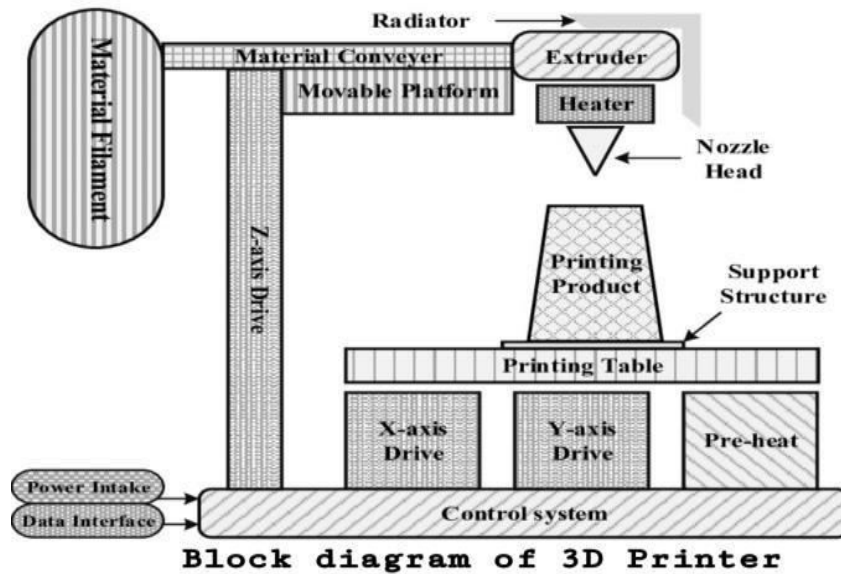 Radiator
Material Filament
Material Conveyer
Extruder
Movable Platform
Heater
Nozzle
Head
Z-axis Drive
Printing
Product
Support
Structure
Printing Table
X-axis
Drive
Y-axis
Drive
Pre-heat
Power Intake
Data Interface
Control system
Block diagram of 3D Printer